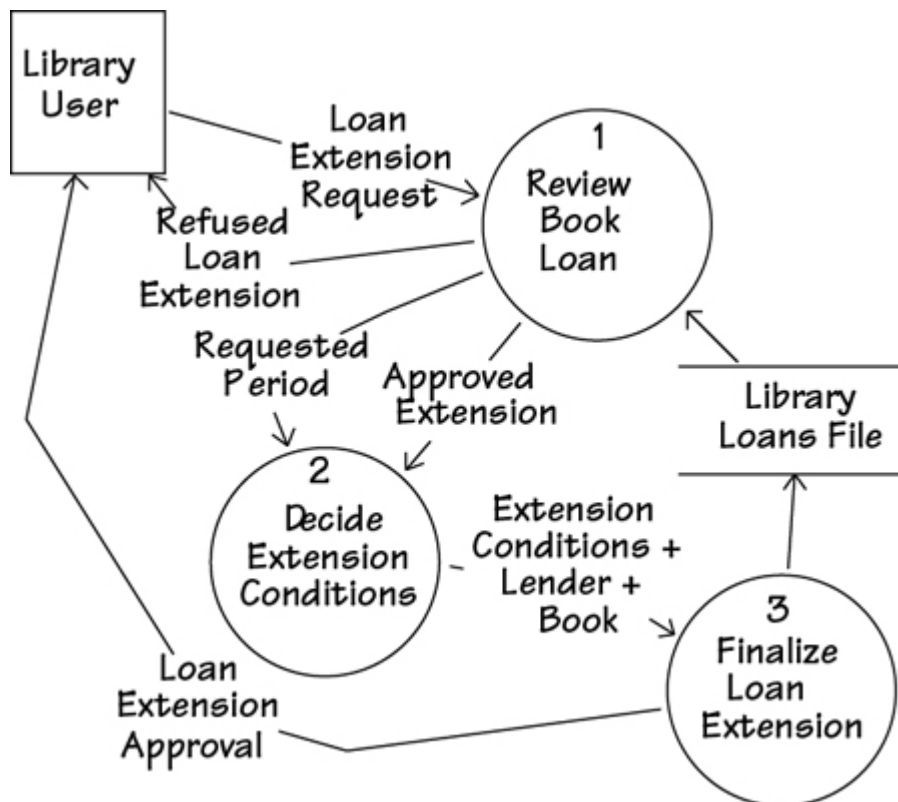 Library
User
Loan
Extension
Request
1
Review
Book
Loan
Refused
Loan
Extension
Requested
Period
Approved
Extension
Library
Loans File
2
Decide
Extension
Conditions
Extension
Conditions +
Lender +
Book
3
Finalize
Loan
Extension
Loan
Extension
Approval